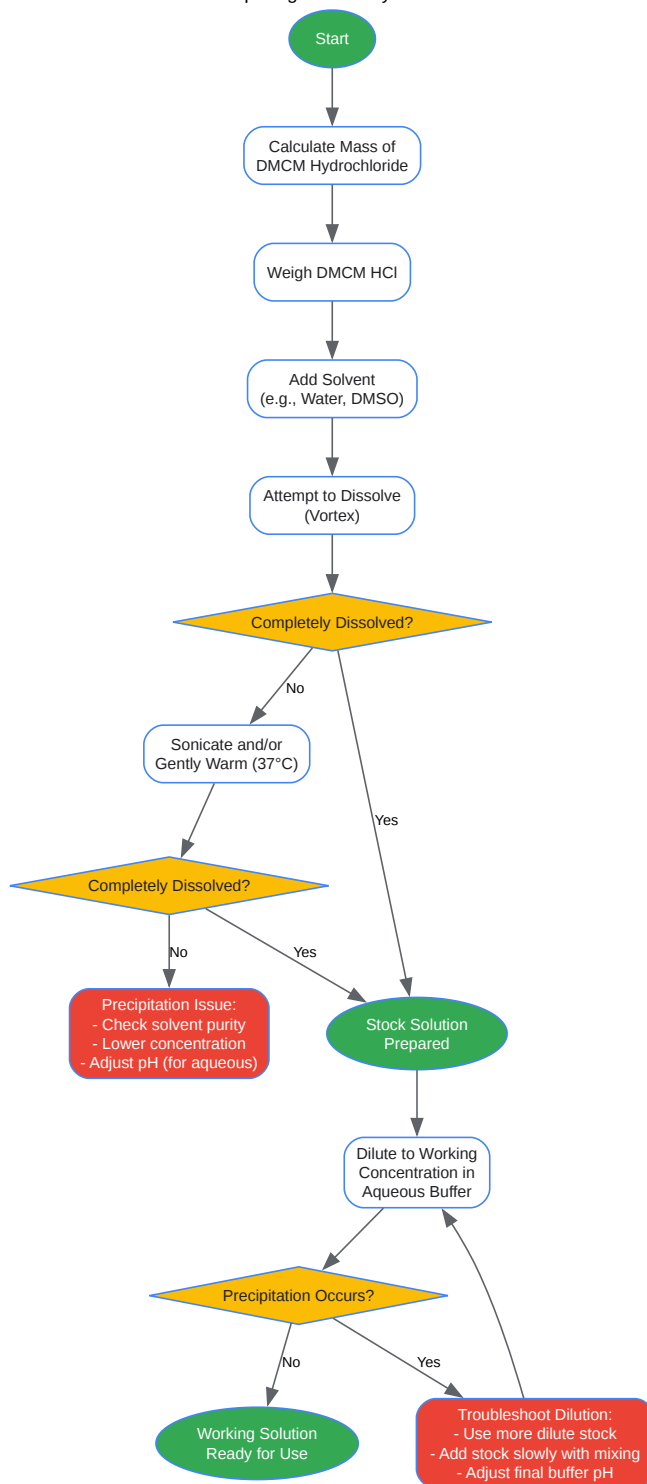 Start
Calculate Mass of
DMCM Hydrochloride
Weigh DMCM HCl
Add Solvent
(e.g., Water, DMSO)
Attempt to Dissolve
(Vortex)
Completely Dissolved?
No
Sonicate and/or
Gently Warm (37°C)
Yes
Completely Dissolved?
No
Yes
Precipitation Issue:
- Check solvent purity
- Lower concentration
- Adjust pH (for aqueous)
Stock Solution
Prepared
Dilute to Working
Concentration in
Aqueous Buffer
Precipitation Occurs?
No
Yes
Working Solution
Ready for Use
Troubleshoot Dilution:
- Use more dilute stock
- Add stock slowly with mixing
- Adjust final buffer pH